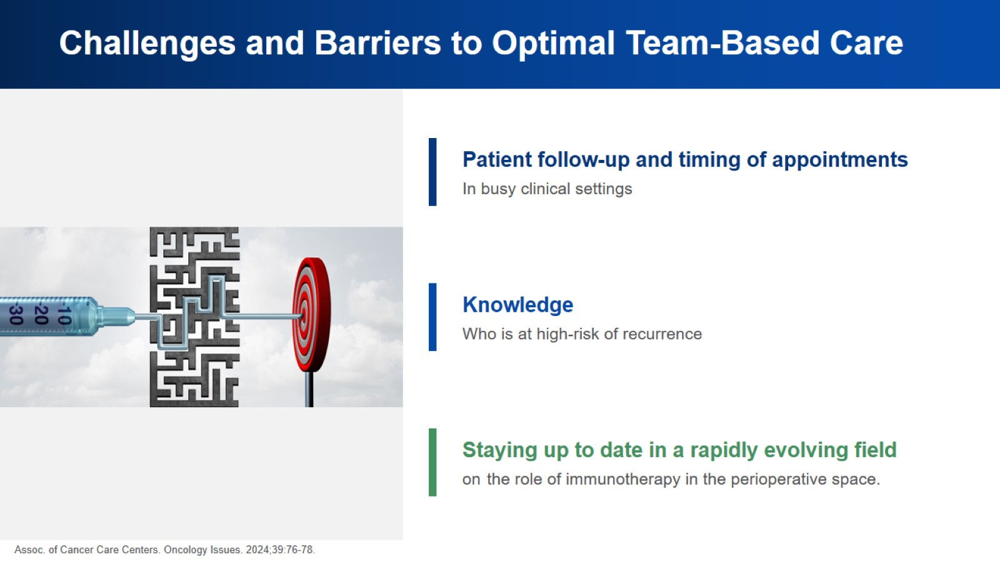 Challenges and Barriers to Optimal Team-Based Care
Patient follow-up and timing of appointments
In busy clinical settings
-30 -20 -10
Knowledge
Who is at high-risk of recurrence
Staying up to date in a rapidly evolving field
on the role of immunotherapy in the perioperative space.
Assoc. of Cancer Care Centers. Oncology Issues. 2024;39:76-78.